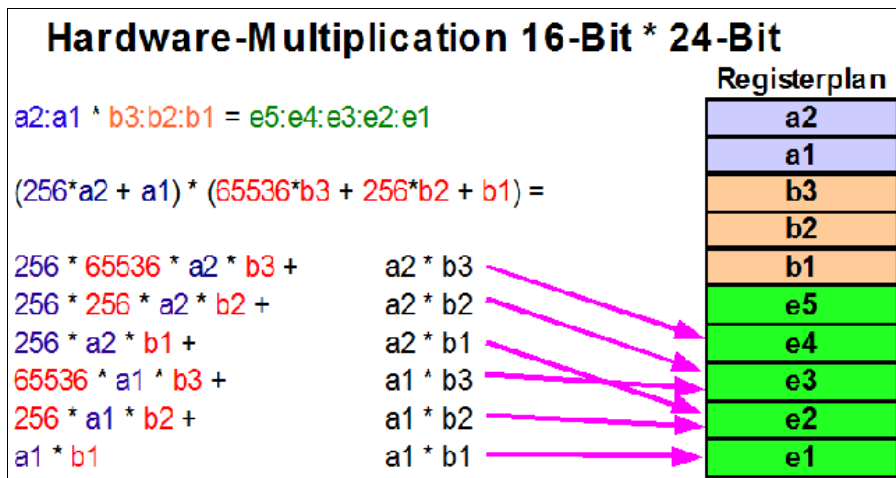 Hardware-Multiplication 16-Bit * 24-Bit
Registerplan
a2:a1 * b3:b2:b1 = e5:e4:e3:e2:e1
(256*a2 + a1) * (65536*b3 + 256*b2 + b1) =
256 * 65536 * a2 * b3 + a2 * b3
256 * 256 * a2 * b2 + a2 * b2
256 * a2 * b1 + a2 * b1
65536 * a1 * b3 + a1 * b3
256 * a1 * b2 + a1 * b2
a1 * b1 a1 * b1
a2
a1
b3
b2
b1
e5
e4
e3
e2
e1